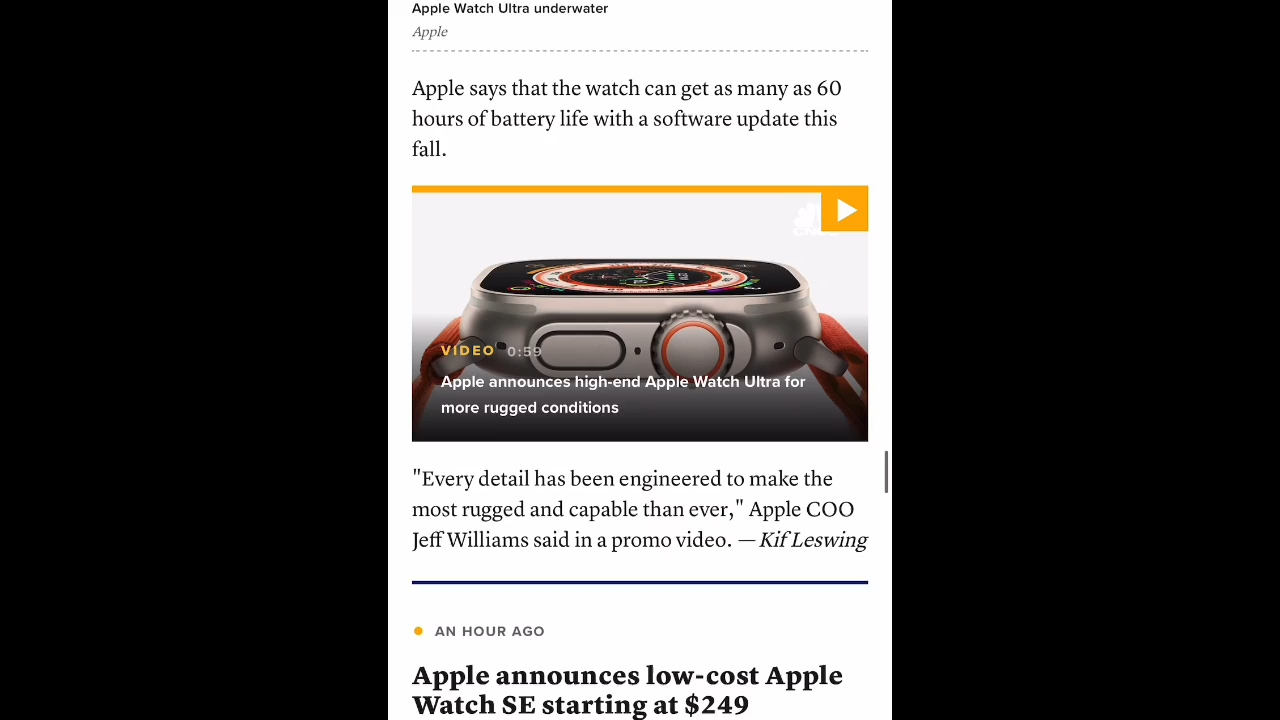 Apple Watch Ultra underwater
Apple
Apple says that the watch can get as many as 60
hours of battery life with a software update this
fall.
VIDEO 0:59
Apple announces high-end Apple Watch Ultra for
more rugged conditions
"Every detail has been engineered to make the
most rugged and capable than ever," Apple COO
Jeff Williams said in a promo video. — Kif Leswing
AN HOUR AGO
Apple announces low-cost Apple
Watch SE starting at $249